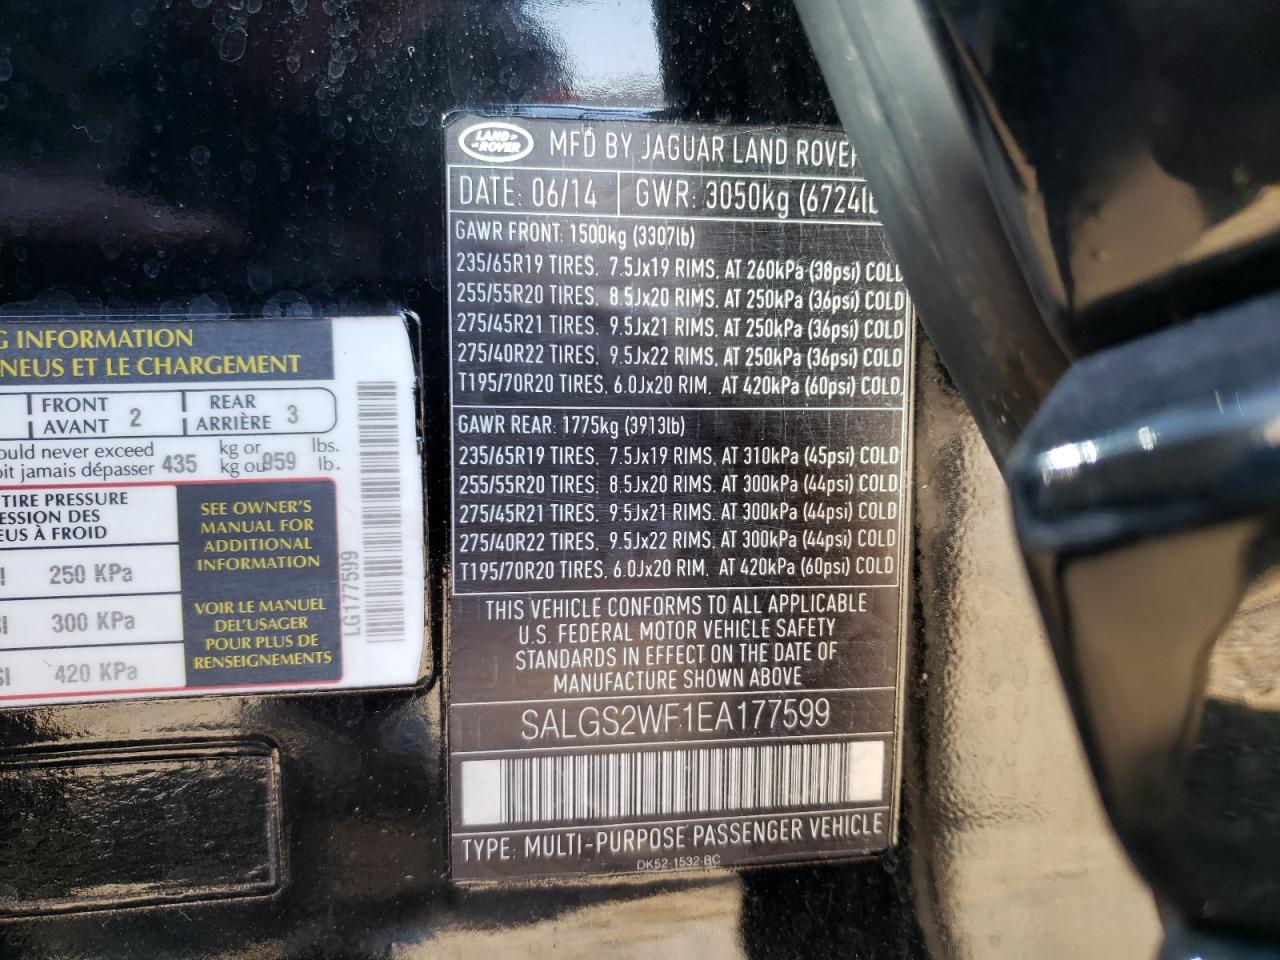 G INFORMATION
NEUS ET LE CHARGEMENT
FRONT 2 REAR 3
AVANT ARRIÈRE
ould never exceed 435 kg or 959 lbs.
oit jamais dépasser kg ou lb.
TIRE PRESSURE
ESSION DES
EUS À FROID
250 KPa
300 KPa
SI 420 KPa
SEE OWNER'S
MANUAL FOR
ADDITIONAL
INFORMATION
VOIR LE MANUEL
DEL'USAGER
POUR PLUS DE
RENSEIGNEMENTS
LG177599
LAND ROVER
MFD BY JAGUAR LAND ROVER
DATE: 06/14 GWR: 3050kg (6724lb
GAWR FRONT: 1500kg (3307lb)
235/65R19 TIRES, 7.5Jx19 RIMS, AT 260kPa (38psi) COLD
255/55R20 TIRES, 8.5Jx20 RIMS, AT 250kPa (36psi) COLD
275/45R21 TIRES, 9.5Jx21 RIMS, AT 250kPa (36psi) COLD
275/40R22 TIRES, 9.5Jx22 RIMS, AT 250kPa (36psi) COLD
T195/70R20 TIRES, 6.0Jx20 RIM, AT 420kPa (60psi) COLD
GAWR REAR: 1775kg (3913lb)
235/65R19 TIRES, 7.5Jx19 RIMS, AT 310kPa (45psi) COLD
255/55R20 TIRES, 8.5Jx20 RIMS, AT 300kPa (44psi) COLD
275/45R21 TIRES, 9.5Jx21 RIMS, AT 300kPa (44psi) COLD
275/40R22 TIRES, 9.5Jx22 RIMS, AT 300kPa (44psi) COLD
T195/70R20 TIRES, 6.0Jx20 RIM, AT 420kPa (60psi) COLD
THIS VEHICLE CONFORMS TO ALL APPLICABLE
U.S. FEDERAL MOTOR VEHICLE SAFETY
STANDARDS IN EFFECT ON THE DATE OF
MANUFACTURE SHOWN ABOVE
SALGS2WF1EA177599
TYPE: MULTI-PURPOSE PASSENGER VEHICLE
DK52-1532-BC